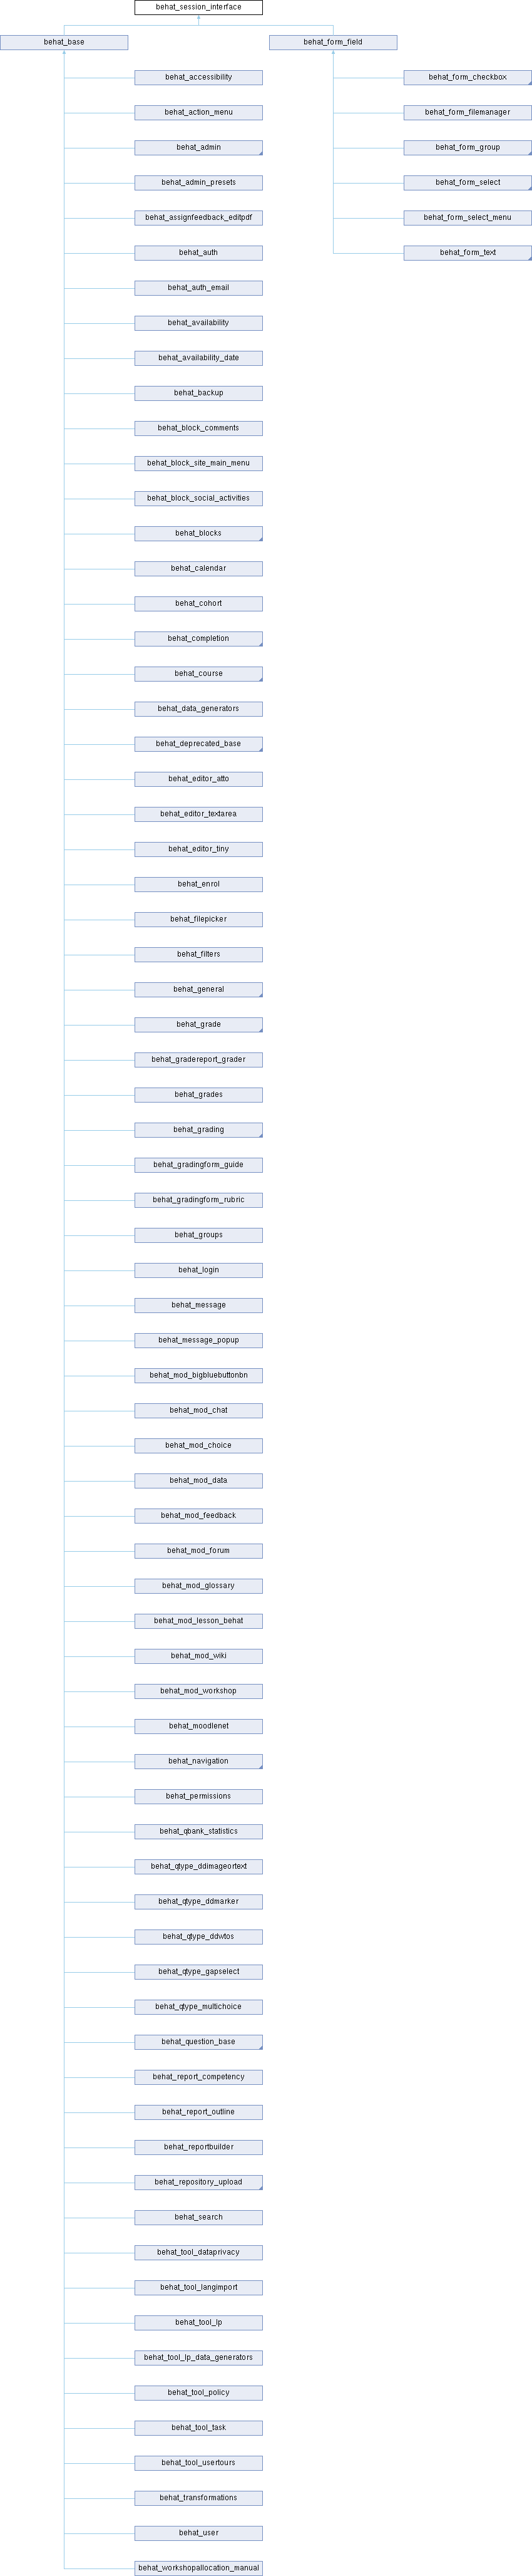 behat_session_interface
behat_base
behat_form_field
behat_accessibility
behat_form_checkbox
behat_action_menu
behat_form_filemanager
behat_admin
behat_form_group
behat_admin_presets
behat_form_select
behat_assignfeedback_editpdf
behat_form_select_menu
behat_auth
behat_form_text
behat_auth_email
behat_availability
behat_availability_date
behat_backup
behat_block_comments
behat_block_site_main_menu
behat_block_social_activities
behat_blocks
behat_calendar
behat_cohort
behat_completion
behat_course
behat_data_generators
behat_deprecated_base
behat_editor_atto
behat_editor_textarea
behat_editor_tiny
behat_enrol
behat_filepicker
behat_filters
behat_general
behat_grade
behat_gradereport_grader
behat_grades
behat_grading
behat_gradingform_guide
behat_gradingform_rubric
behat_groups
behat_login
behat_message
behat_message_popup
behat_mod_bigbluebuttonbn
behat_mod_chat
behat_mod_choice
behat_mod_data
behat_mod_feedback
behat_mod_forum
behat_mod_glossary
behat_mod_lesson_behat
behat_mod_wiki
behat_mod_workshop
behat_moodlenet
behat_navigation
behat_permissions
behat_qbank_statistics
behat_qtype_ddimageortext
behat_qtype_ddmarker
behat_qtype_ddwtos
behat_qtype_gapselect
behat_qtype_multichoice
behat_question_base
behat_report_competency
behat_report_outline
behat_reportbuilder
behat_repository_upload
behat_search
behat_tool_dataprivacy
behat_tool_langimport
behat_tool_lp
behat_tool_lp_data_generators
behat_tool_policy
behat_tool_task
behat_tool_usertours
behat_transformations
behat_user
behat_workshopallocation_manual